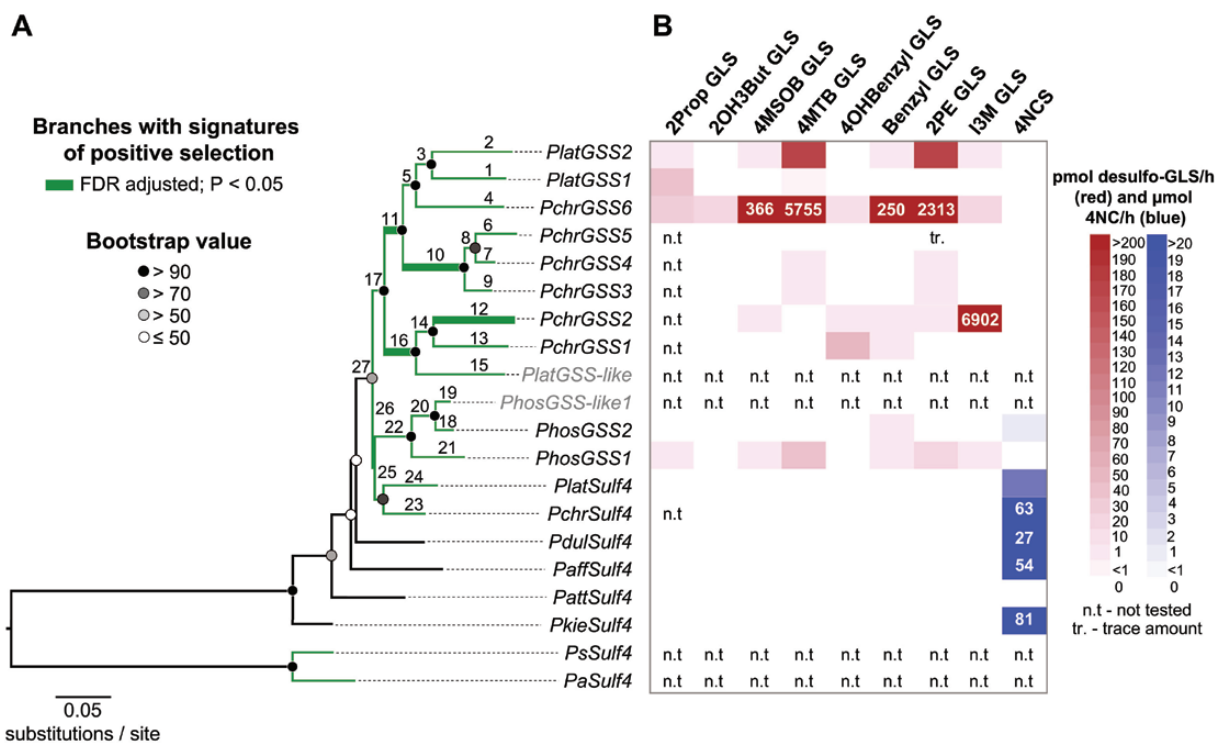 A
Branches with signatures
of positive selection
FDR adjusted; P < 0.05
Bootstrap value
> 90
> 70
> 50
≤ 50
2
3
1
5
4
11
6
8
7
10
9
17
12
14
13
16
15
27
19
20
18
26
22
21
25
24
23
0.05
substitutions / site
PlatGSS2
PlatGSS1
PchrGSS6
PchrGSS5
PchrGSS4
PchrGSS3
PchrGSS2
PchrGSS1
PlatGSS-like
PhosGSS-like1
PhosGSS2
PhosGSS1
PlatSulf4
PchrSulf4
PdulSulf4
PaffSulf4
PattSulf4
PkieSulf4
PsSulf4
PaSulf4
B
2Prop GLS
2OH3But GLS
4MSOB GLS
4MTB GLS
4OHBenzyl GLS
Benzyl GLS
2PE GLS
I3M GLS
4NCS
366 5755 250 2313
n.t tr.
n.t
n.t
n.t 6902
n.t
n.t n.t n.t n.t n.t n.t n.t n.t n.t
n.t n.t n.t n.t n.t n.t n.t n.t n.t
n.t 63
27
54
81
n.t n.t n.t n.t n.t n.t n.t n.t n.t
n.t n.t n.t n.t n.t n.t n.t n.t n.t
pmol desulfo-GLS/h
(red) and µmol
4NC/h (blue)
>200 >20
190 19
180 18
170 17
160 16
150 15
140 14
130 13
120 12
110 11
100 10
90 9
80 8
70 7
60 6
50 5
40 4
30 3
20 2
10 1
1 <1
<1 0
0
n.t - not tested
tr. - trace amount